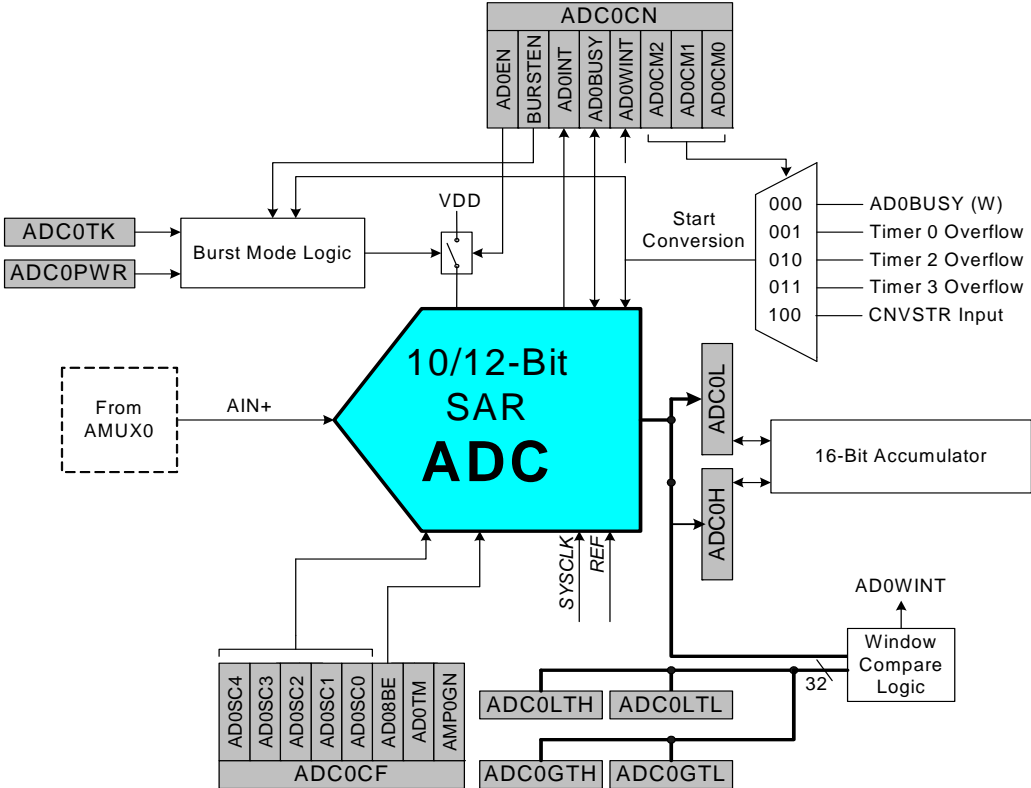 ADC0CN
AD0EN
BURSTEN
AD0INT
AD0BUSY
AD0WINT
AD0CM2
AD0CM1
AD0CM0
VDD
Start
Conversion
000
001
010
011
100
AD0BUSY (W)
Timer 0 Overflow
Timer 2 Overflow
Timer 3 Overflow
CNVSTR Input
ADC0TK
ADC0PWR
Burst Mode Logic
From
AMUX0
AIN+
10/12-Bit
SAR
ADC
ADC0L
ADC0H
16-Bit Accumulator
SYSCLK
REF
AD0WINT
Window
Compare
Logic
32
AD0SC4
AD0SC3
AD0SC2
AD0SC1
AD0SC0
AD08BE
AD0TM
AMP0GN
ADC0CF
ADC0LTH
ADC0LTL
ADC0GTH
ADC0GTL